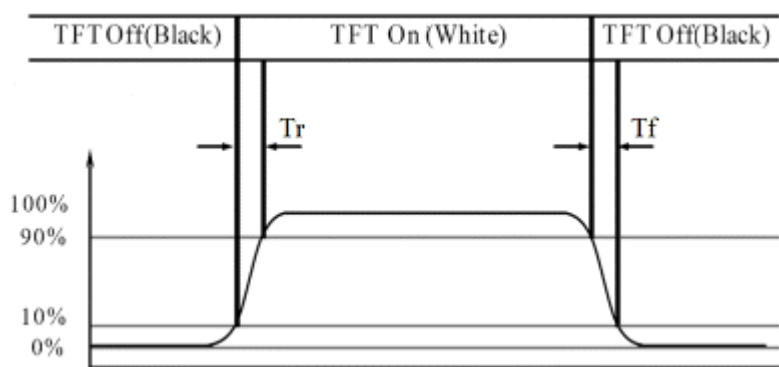 TFT Off(Black) TFT On (White) TFT Off(Black)
Tr Tf
100%
90%
10%
0%